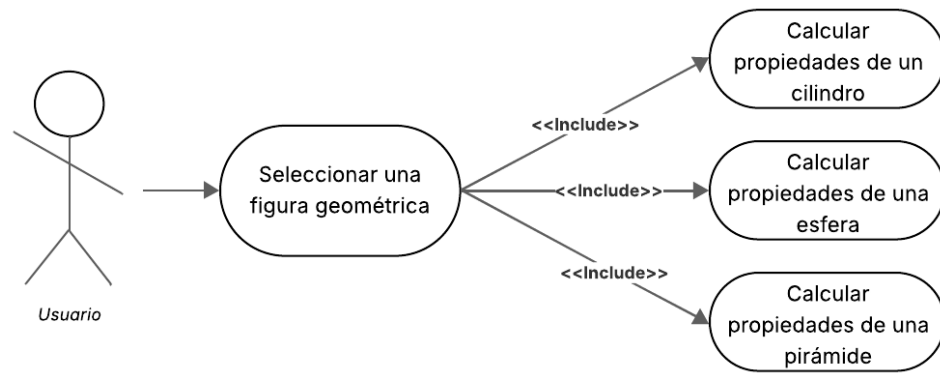 Calcular
propiedades de un
cilindro
<<Include>>
Seleccionar una
figura geométrica
<<Include>>
Calcular
propiedades de una
esfera
<<Include>>
Calcular
propiedades de una
pirámide
Usuario